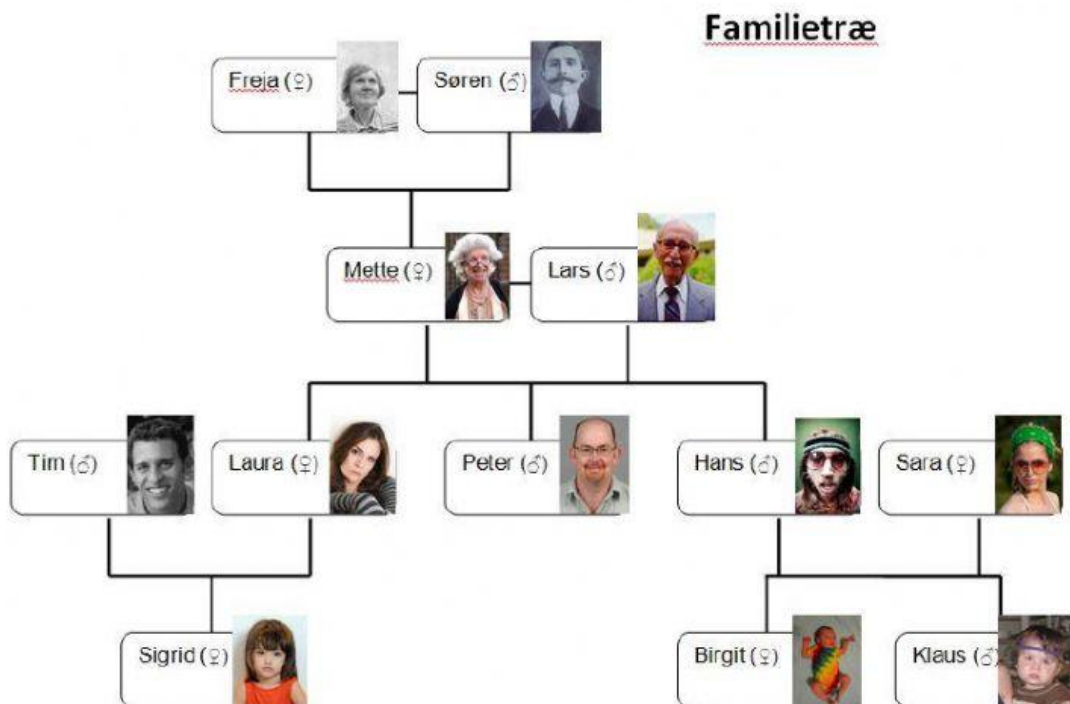 Familietræ
Freja (♀)
Søren (♂)
Mette (♀)
Lars (♂)
Tim (♂)
Laura (♀)
Peter (♂)
Hans (♂)
Sara (♀)
Sigrid (♀)
Birgit (♀)
Klaus (♂)